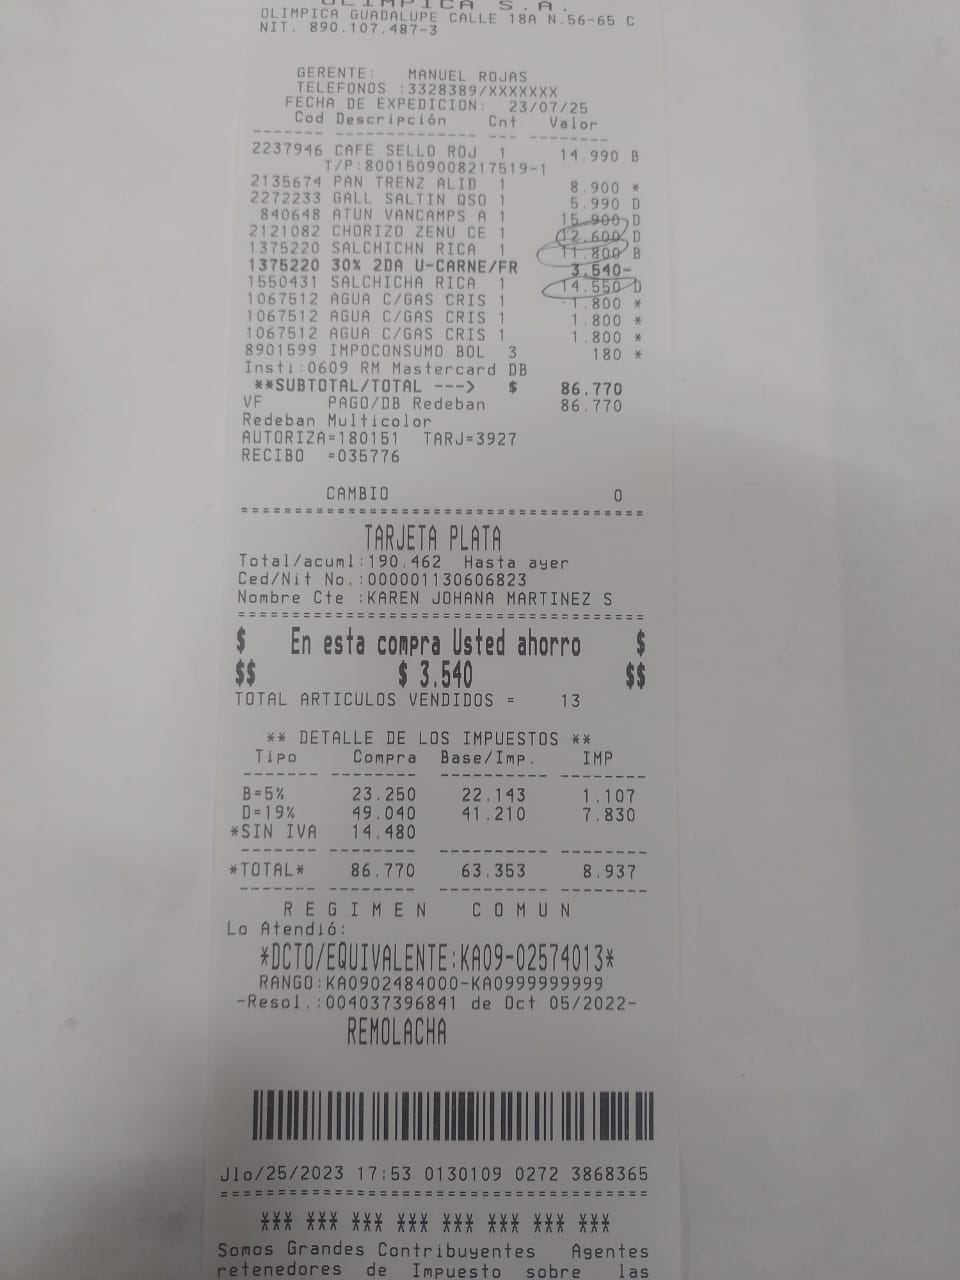 OLIMPICA S.A.
OLIMPICA GUADALUPE CALLE 18A N.56-65 C
NIT. 890.107.487-3
GERENTE: MANUEL ROJAS
TELEFONOS :3328389/XXXXXXX
FECHA DE EXPEDICION: 23/07/25
Cod Descripción Cnt Valor
------- -------------- --- --------
2237946 CAFE SELLO ROJ 1 14.990 B
T/P:8001509008217519-1
2135674 PAN TRENZ ALID 1 8.900 *
2272233 GALL SALTIN QSO 1 5.990 D
840648 ATUN VANCAMPS A 1 15.900 D
2121082 CHORIZO ZENU CE 1 12.600 D
1375220 SALCHICHN RICA 1 11.800 B
1375220 30% 2DA U-CARNE/FR 3.540-
1550431 SALCHICHA RICA 1 14.550 D
1067512 AGUA C/GAS CRIS 1 1.800 *
1067512 AGUA C/GAS CRIS 1 1.800 *
1067512 AGUA C/GAS CRIS 1 1.800 *
8901599 IMPOCONSUMO BOL 3 180 *
Insti:0609 RM Mastercard DB
**SUBTOTAL/TOTAL ---> $ 86.770
VF PAGO/DB Redeban 86.770
Redeban Multicolor
AUTORIZA=180151 TARJ=3927
RECIBO =035776
CAMBIO 0
=====================================
TARJETA PLATA
Total/acuml:190.462 Hasta ayer
Ced/Nit No.:000001130606823
Nombre Cte :KAREN JOHANA MARTINEZ S
=====================================
$ En esta compra Usted ahorro $
$$ $ 3.540 $$
TOTAL ARTICULOS VENDIDOS = 13
** DETALLE DE LOS IMPUESTOS **
Tipo Compra Base/Imp. IMP
------- -------- ---------- --------
B=5% 23.250 22.143 1.107
D=19% 49.040 41.210 7.830
*SIN IVA 14.480
------- -------- ---------- --------
*TOTAL* 86.770 63.353 8.937
------- -------- ---------- --------
R E G I M E N C O M U N
Lo Atendió:
*DCTO/EQUIVALENTE:KA09-02574013*
RANGO:KA0902484000-KA0999999999
-Resol.:004037396841 de Oct 05/2022-
REMOLACHA
Jlo/25/2023 17:53 0130109 0272 3868365
=======================================
*** *** *** *** *** *** *** ***
Somos Grandes Contribuyentes Agentes
retenedores de Impuesto sobre las